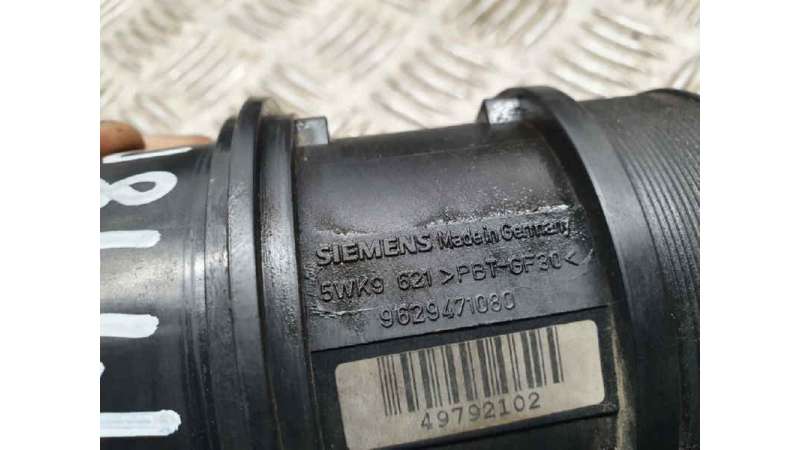 SIEMENS Made in Germany
5WK9 621 >PBT-GF30<
9629471080
49792102